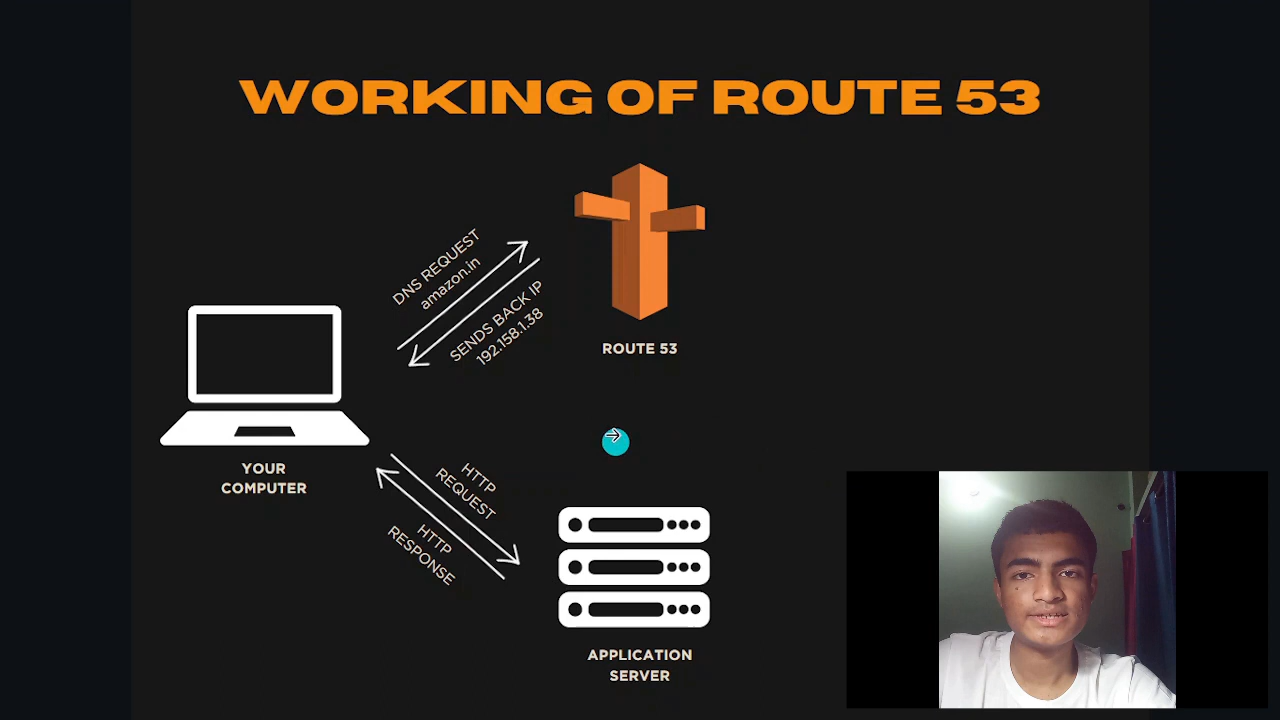 WORKING OF ROUTE 53
DNS REQUEST
amazon.in
SENDS BACK IP
192.158.1.38
ROUTE 53
YOUR
COMPUTER
HTTP
REQUEST
HTTP
RESPONSE
APPLICATION
SERVER